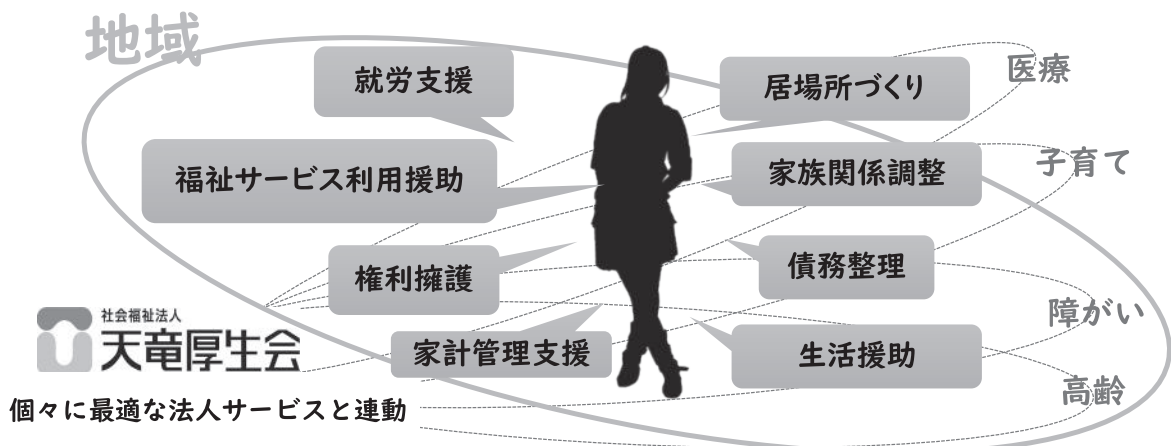 地域
就労支援
居場所づくり
医療
福祉サービス利用援助
家族関係調整
子育て
権利擁護
債務整理
障がい
社会福祉法人
天竜厚生会
家計管理支援
生活援助
高齢
個々に最適な法人サービスと連動